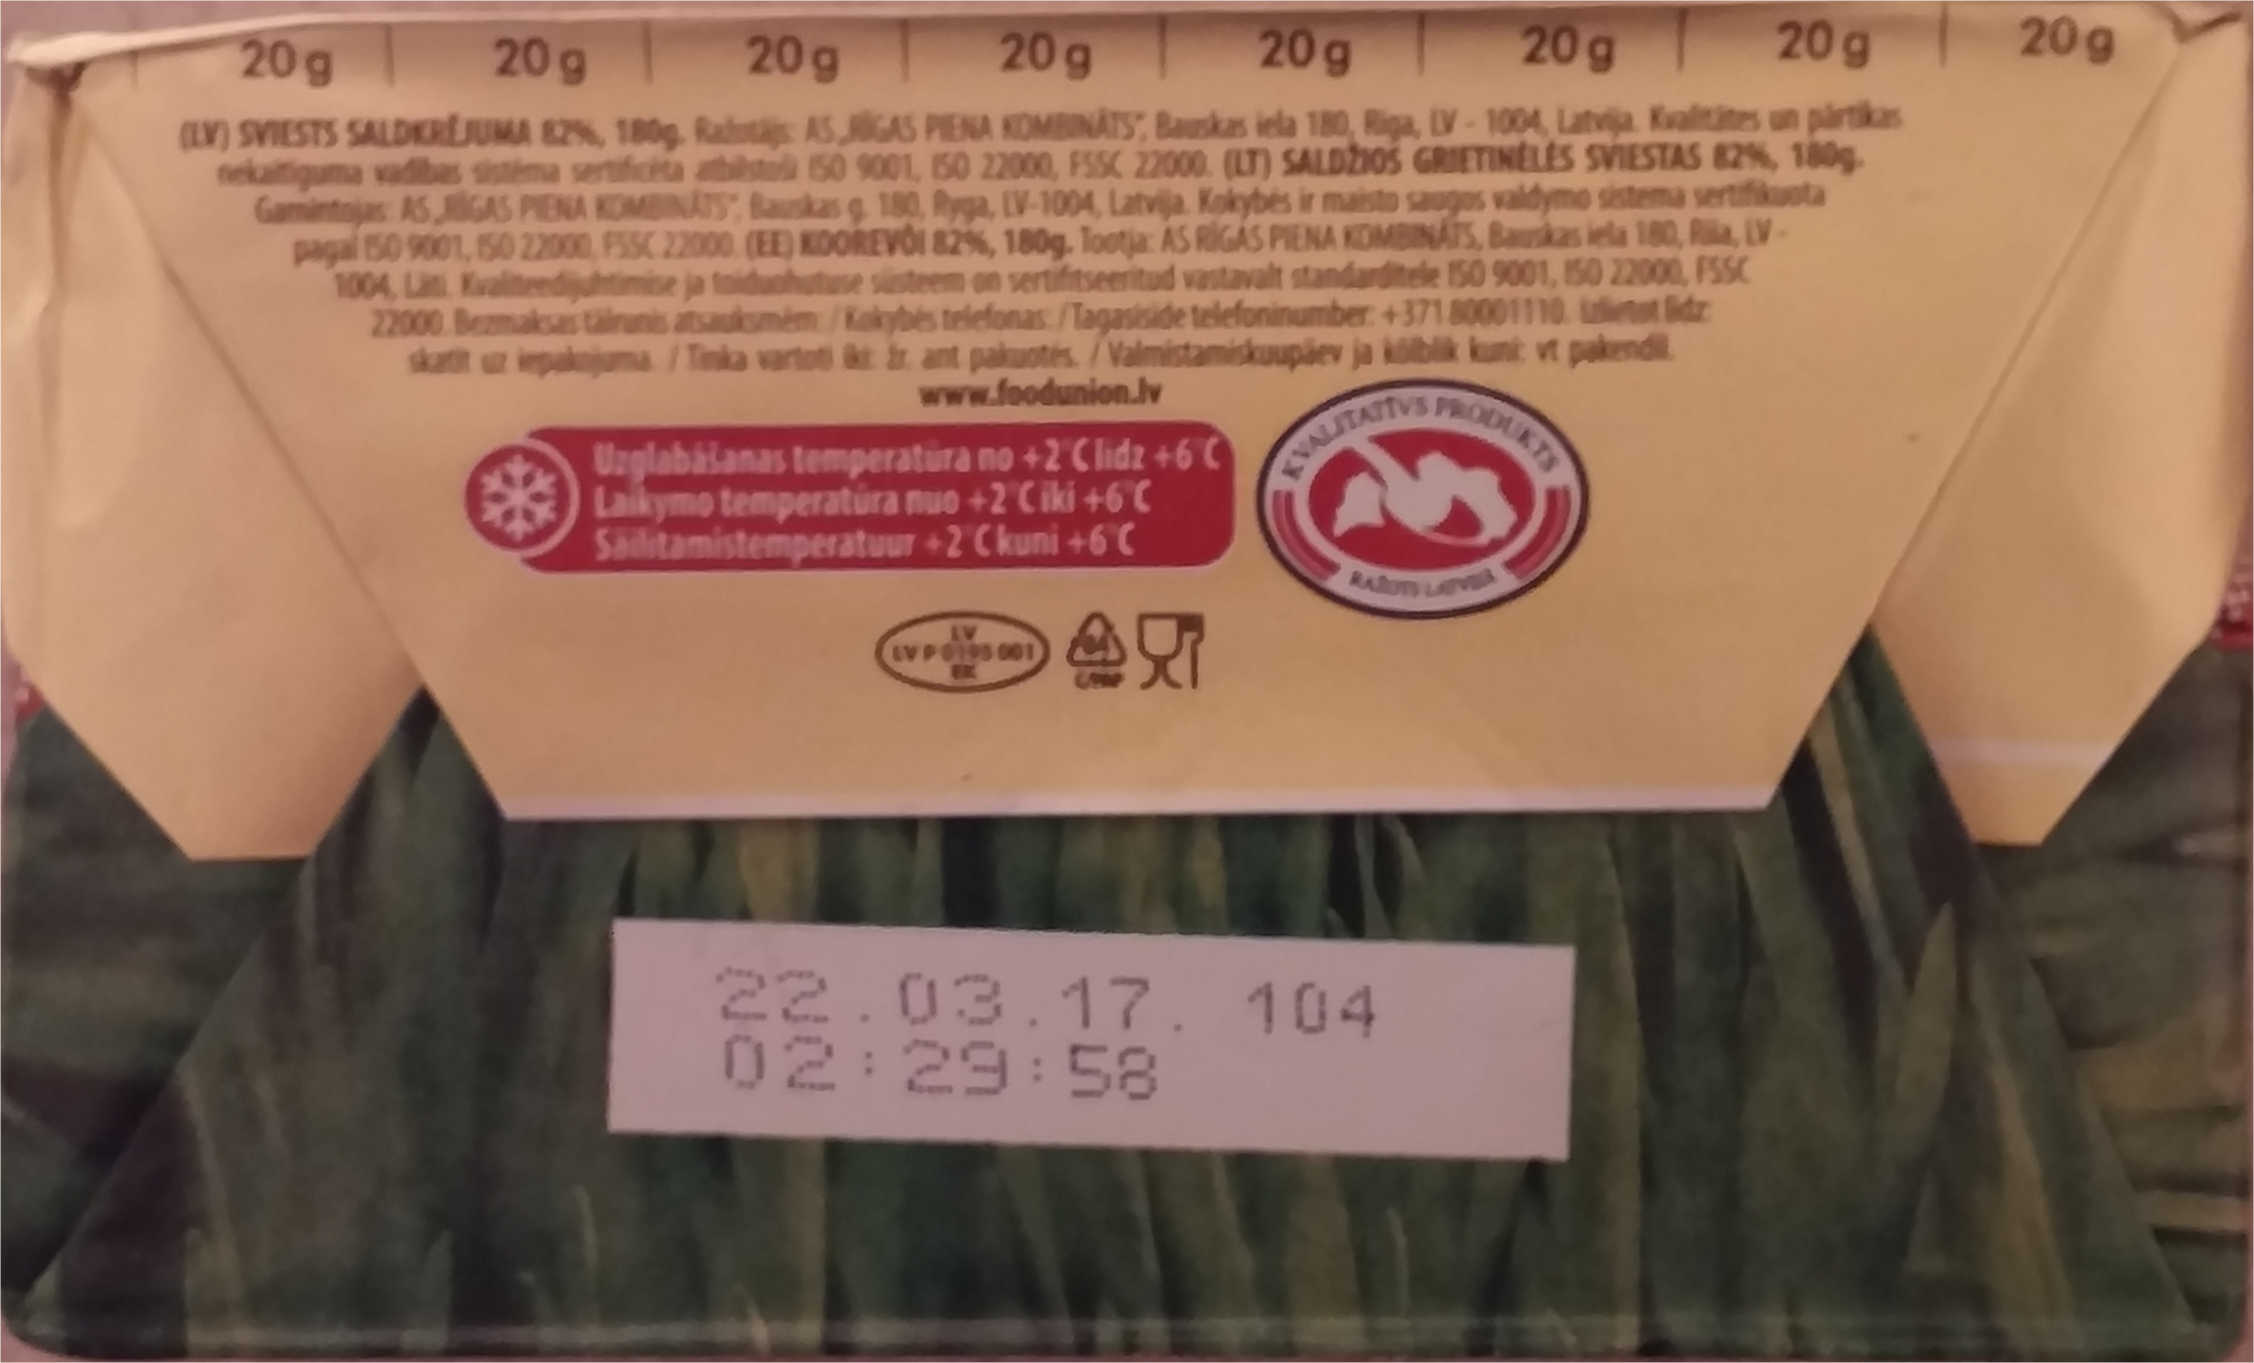 20g 20g 20g 20g 20g 20g 20g 20g
(LV) SVIESTS SALDKRĒJUMA 82%, 180g. Ražotājs: AS „RĪGAS PIENA KOMBINĀTS", Bauskas iela 180, Rīga, LV - 1004, Latvija. Kvalitātes un pārtikas
nekaitīguma vadības sistēma sertificēta atbilstoši ISO 9001, ISO 22000, FSSC 22000. (LT) SALDŽIOS GRIETINĖLĖS SVIESTAS 82%, 180g.
Gamintojas: AS „RĪGAS PIENA KOMBINĀTS", Bauskas g. 180, Ryga, LV-1004, Latvija. Kokybės ir maisto saugos valdymo sistema sertifikuota
pagal ISO 9001, ISO 22000, FSSC 22000. (EE) KOOREVÕI 82%, 180g. Tootja: AS RĪGAS PIENA KOMBINĀTS, Bauskas iela 180, Riia, LV -
1004, Läti. Kvaliteedijuhtimise ja toiduohutuse süsteem on sertifitseeritud vastavalt standarditele ISO 9001, ISO 22000, FSSC
22000. Bezmaksas tālrunis atsauksmēm: / Kokybės telefonas: / Tagasiside telefoninumber: +371 80001110. Izlietot līdz:
skatīt uz iepakojuma. / Tinka vartoti iki: žr. ant pakuotės. / Valmistamiskuupäev ja kõlblik kuni: vt pakendil.
www.foodunion.lv
Uzglabāšanas temperatūra no +2°C līdz +6°C
Laikymo temperatūra nuo +2°C iki +6°C
Säilitamistemperatuur +2°C kuni +6°C
KVALITATĪVS PRODUKTS
RAŽOTS LATVIJĀ
LV
LV P 0195 001
EK
22.03.17. 104
02:29:58